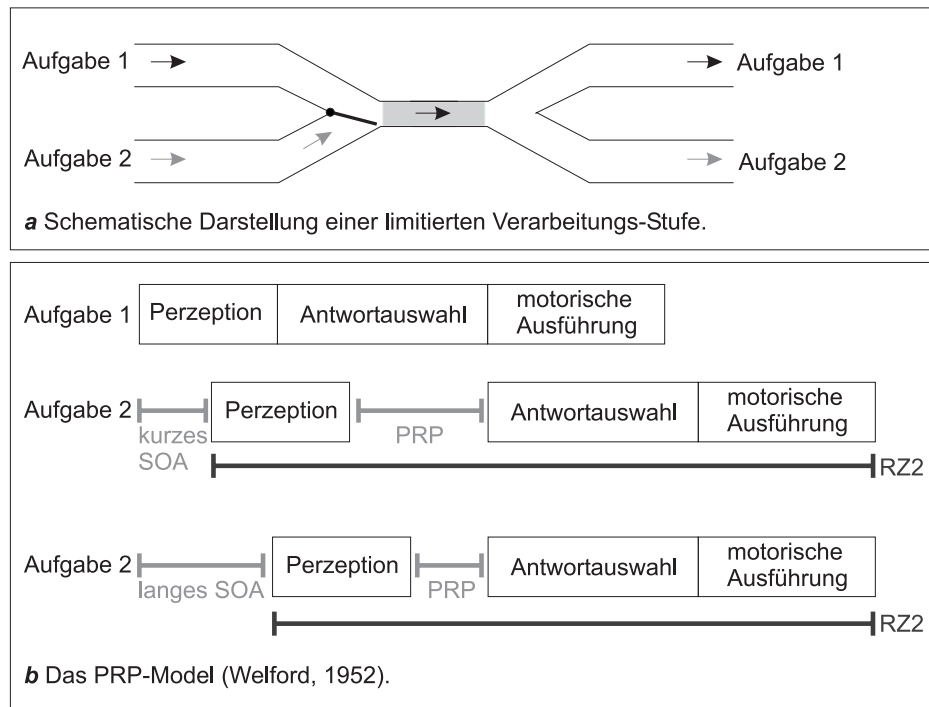 Aufgabe 1
Aufgabe 1
Aufgabe 2
Aufgabe 2
a Schematische Darstellung einer limitierten Verarbeitungs-Stufe.
Aufgabe 1
Perzeption
Antwortauswahl
motorische
Ausführung
Aufgabe 2
kurzes
SOA
Perzeption
PRP
Antwortauswahl
motorische
Ausführung
RZ2
Aufgabe 2
langes SOA
Perzeption
PRP
Antwortauswahl
motorische
Ausführung
RZ2
b Das PRP-Model (Welford, 1952).